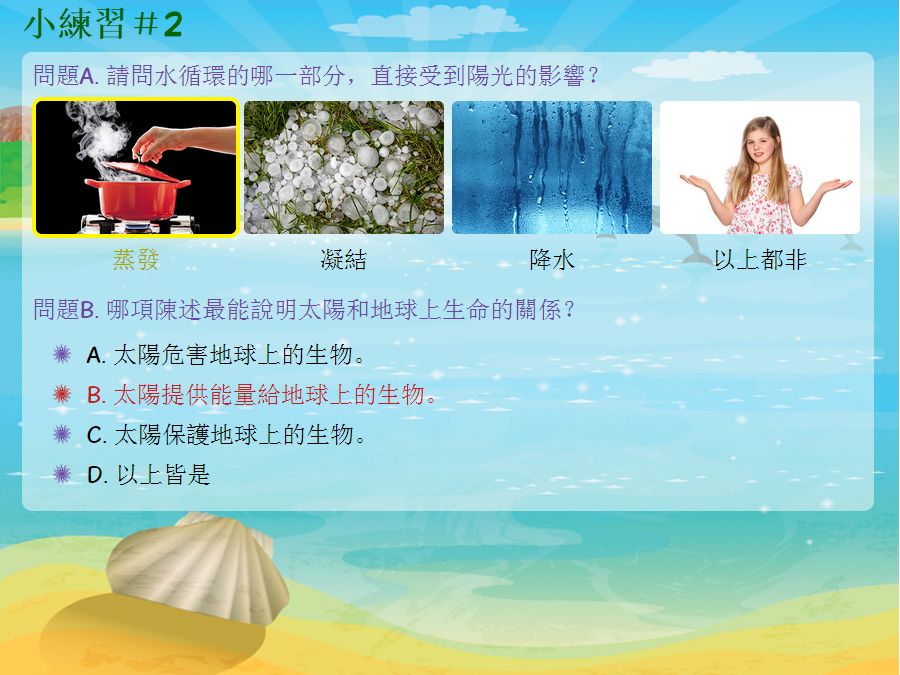 小練習＃2
問題A. 請問水循環的哪一部分，直接受到陽光的影響？
蒸發 凝結 降水 以上都非
問題B. 哪項陳述最能說明太陽和地球上生命的關係？
A. 太陽危害地球上的生物。
B. 太陽提供能量給地球上的生物。
C. 太陽保護地球上的生物。
D. 以上皆是